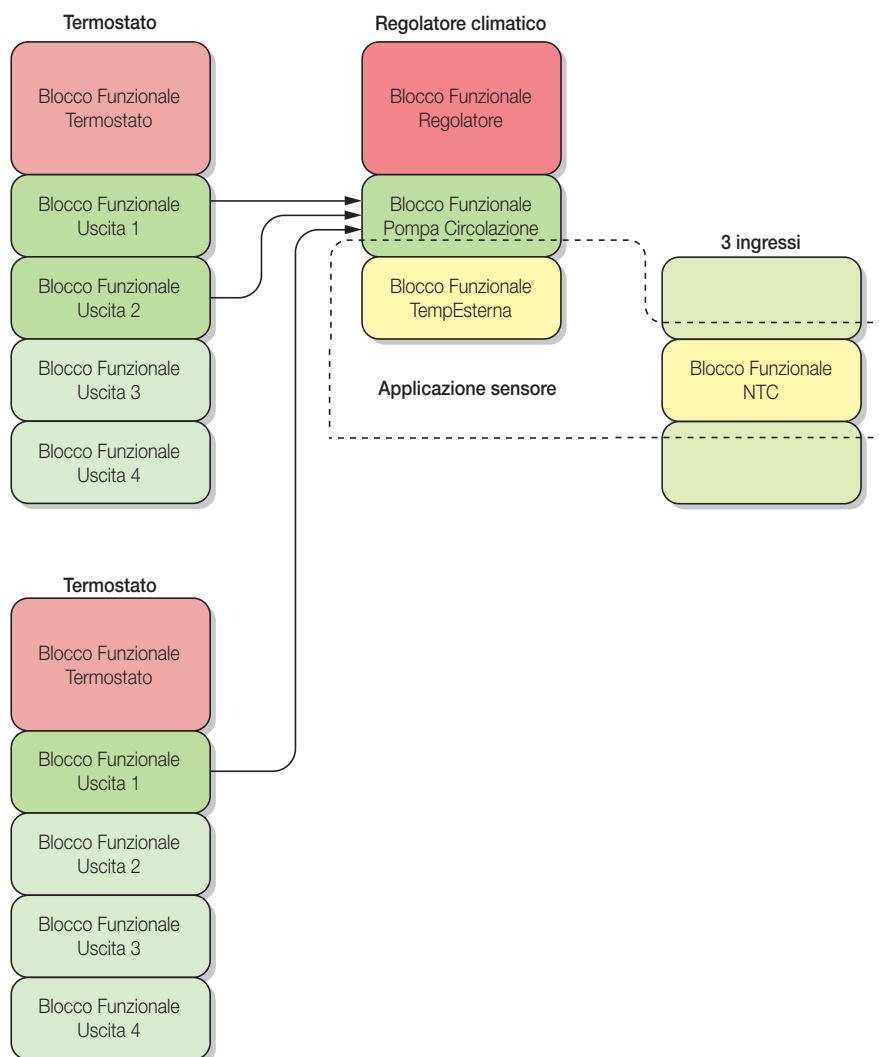 Termostato
Blocco Funzionale
Termostato
Blocco Funzionale
Uscita 1
Blocco Funzionale
Uscita 2
Blocco Funzionale
Uscita 3
Blocco Funzionale
Uscita 4
Regolatore climatico
Blocco Funzionale
Regolatore
Blocco Funzionale
Pompa Circolazione
Blocco Funzionale
TempEsterna
Applicazione sensore
3 ingressi
Blocco Funzionale
NTC
Termostato
Blocco Funzionale
Termostato
Blocco Funzionale
Uscita 1
Blocco Funzionale
Uscita 2
Blocco Funzionale
Uscita 3
Blocco Funzionale
Uscita 4